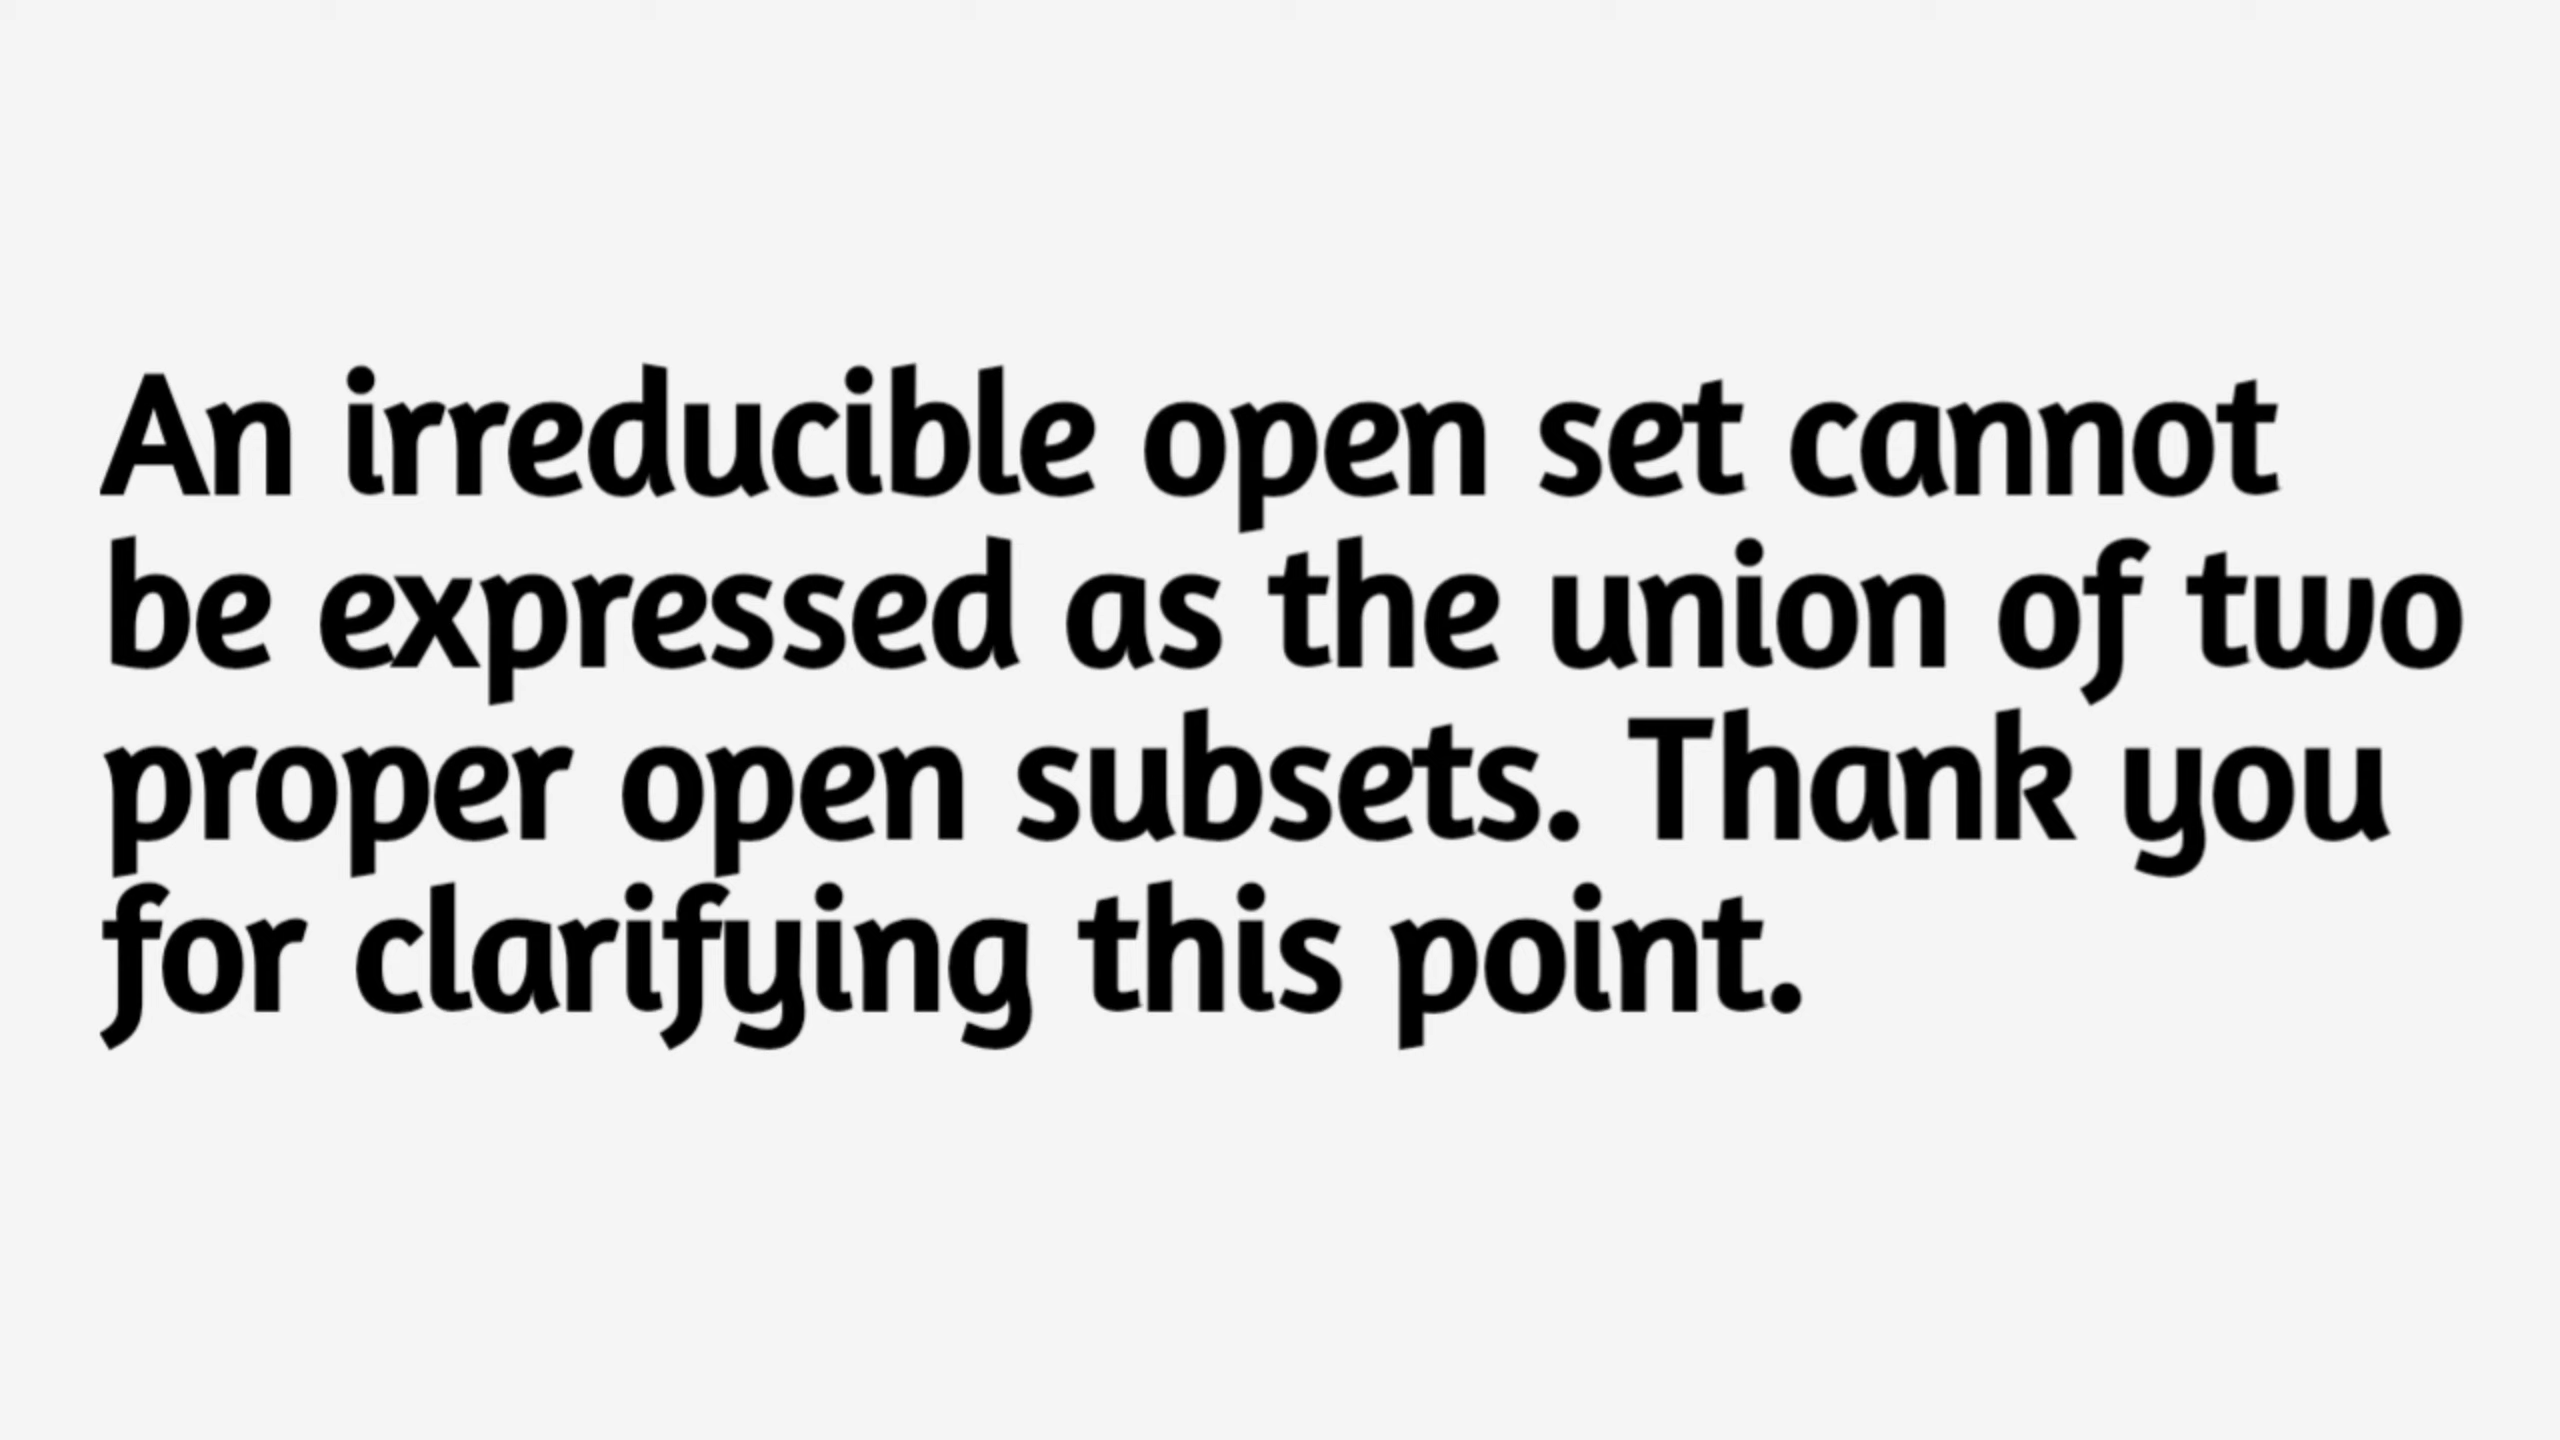 An irreducible open set cannot
be expressed as the union of two
proper open subsets. Thank you
for clarifying this point.